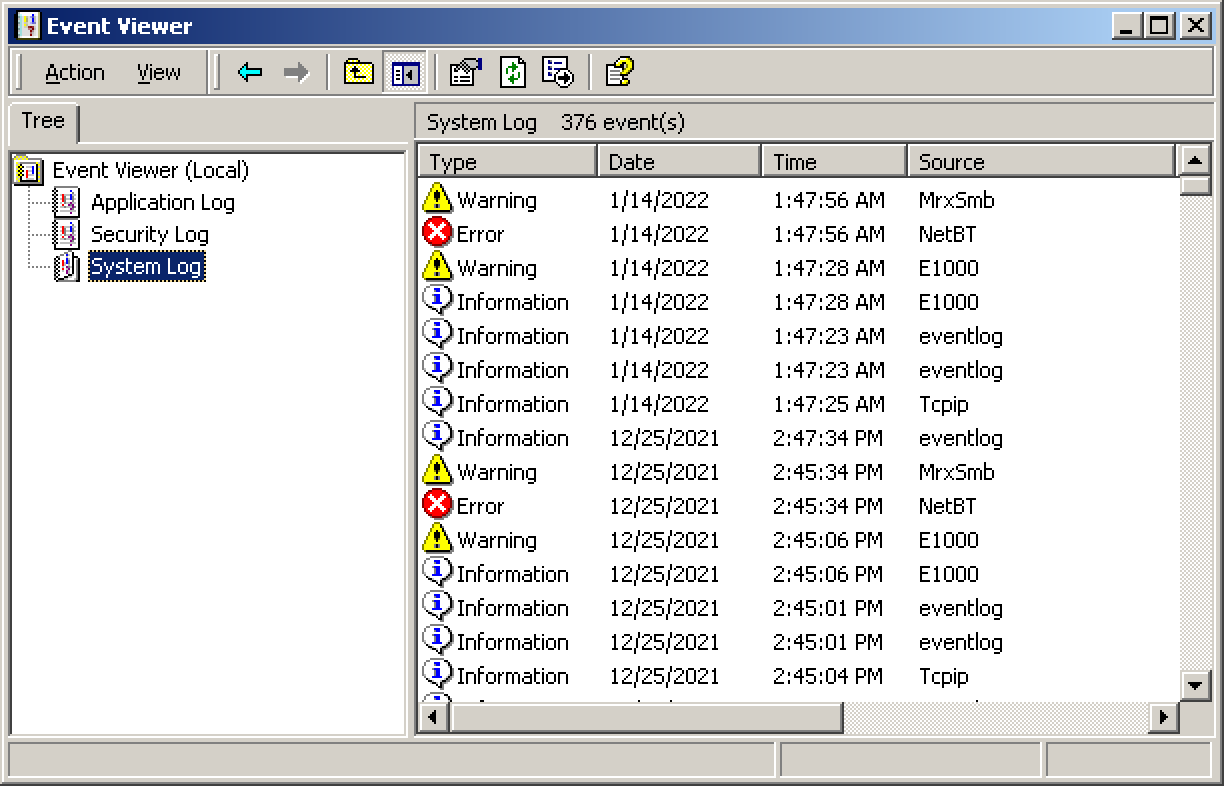 Event Viewer
Action View
Tree
System Log 376 event(s)
Event Viewer (Local)
Application Log
Security Log
System Log
Type Date Time Source
Warning 1/14/2022 1:47:56 AM MrxSmb
Error 1/14/2022 1:47:56 AM NetBT
Warning 1/14/2022 1:47:28 AM E1000
Information 1/14/2022 1:47:28 AM E1000
Information 1/14/2022 1:47:23 AM eventlog
Information 1/14/2022 1:47:23 AM eventlog
Information 1/14/2022 1:47:25 AM Tcpip
Information 12/25/2021 2:47:34 PM eventlog
Warning 12/25/2021 2:45:34 PM MrxSmb
Error 12/25/2021 2:45:34 PM NetBT
Warning 12/25/2021 2:45:06 PM E1000
Information 12/25/2021 2:45:06 PM E1000
Information 12/25/2021 2:45:01 PM eventlog
Information 12/25/2021 2:45:01 PM eventlog
Information 12/25/2021 2:45:04 PM Tcpip